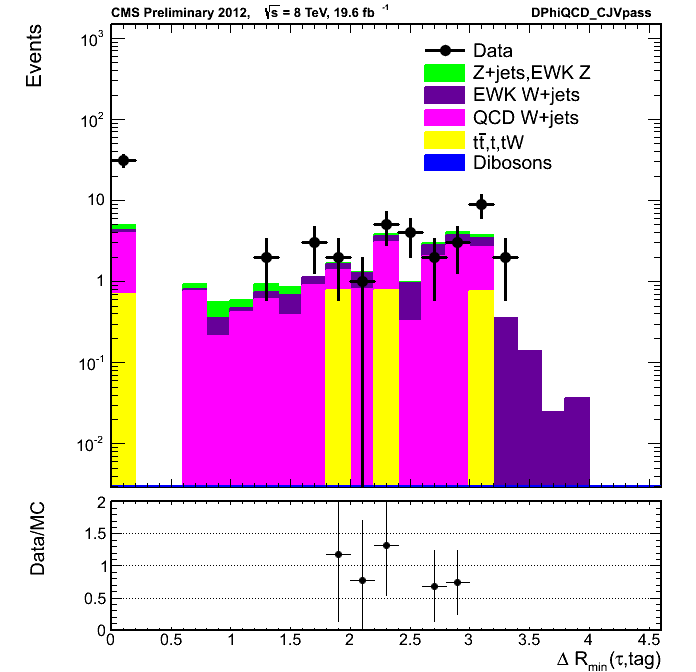 CMS Preliminary 2012, √s = 8 TeV, 19.6 fb⁻¹ DPhiQCD_CJVpass
Events
10³
10²
10
1
10⁻¹
10⁻²
Data
Z+jets,EWK Z
EWK W+jets
QCD W+jets
tt̄,t,tW
Dibosons
Data/MC
2
1.5
1
0.5
0
0 0.5 1 1.5 2 2.5 3 3.5 4 4.5
Δ R_min(τ,tag)